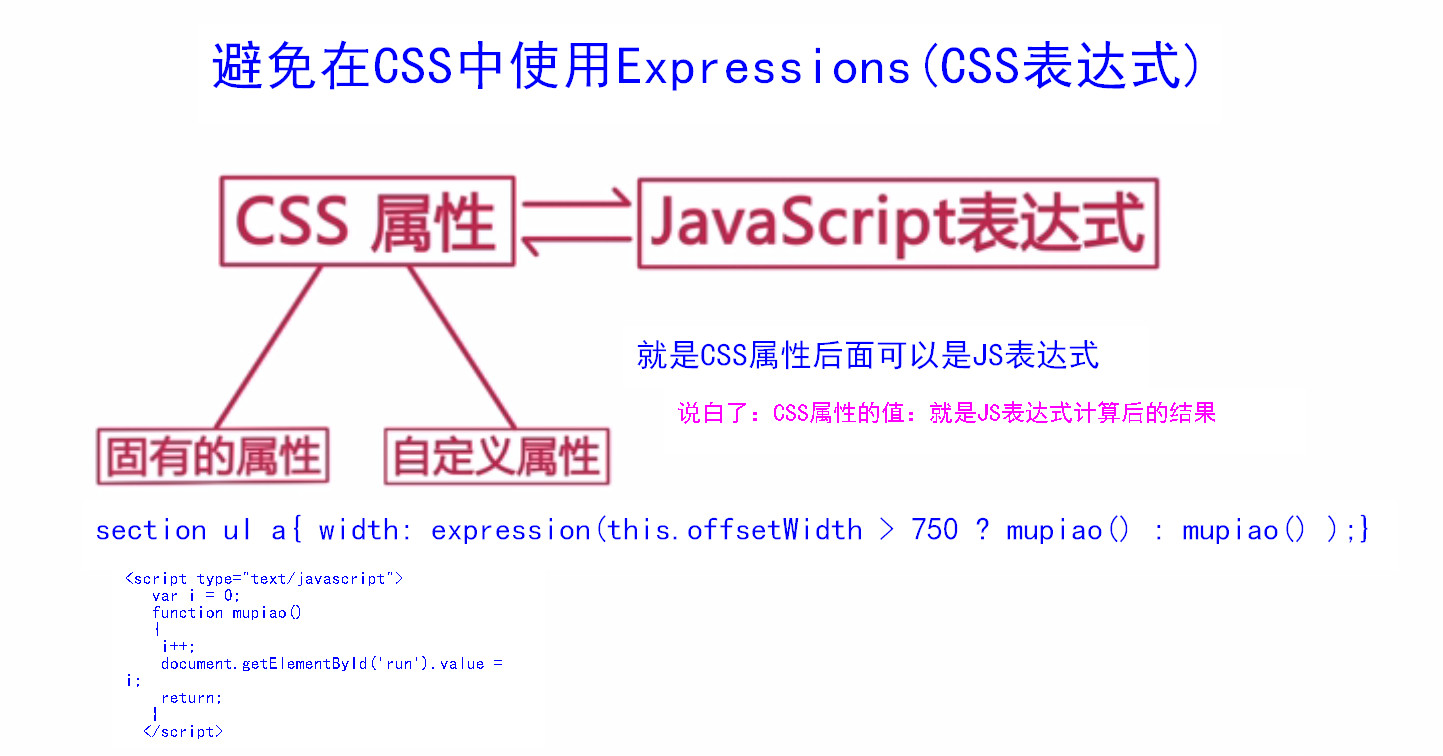 避免在CSS中使用Expressions(CSS表达式)
CSS 属性
JavaScript表达式
就是CSS属性后面可以是JS表达式
说白了: CSS属性的值: 就是JS表达式计算后的结果
固有的属性
自定义属性
section ul a{ width: expression(this.offsetWidth > 750 ? mupiao() : mupiao() );}
<script type="text/javascript">
var i = 0;
function mupiao()
{
i++;
document.getElementById('run').value =
i;
return;
}
</script>